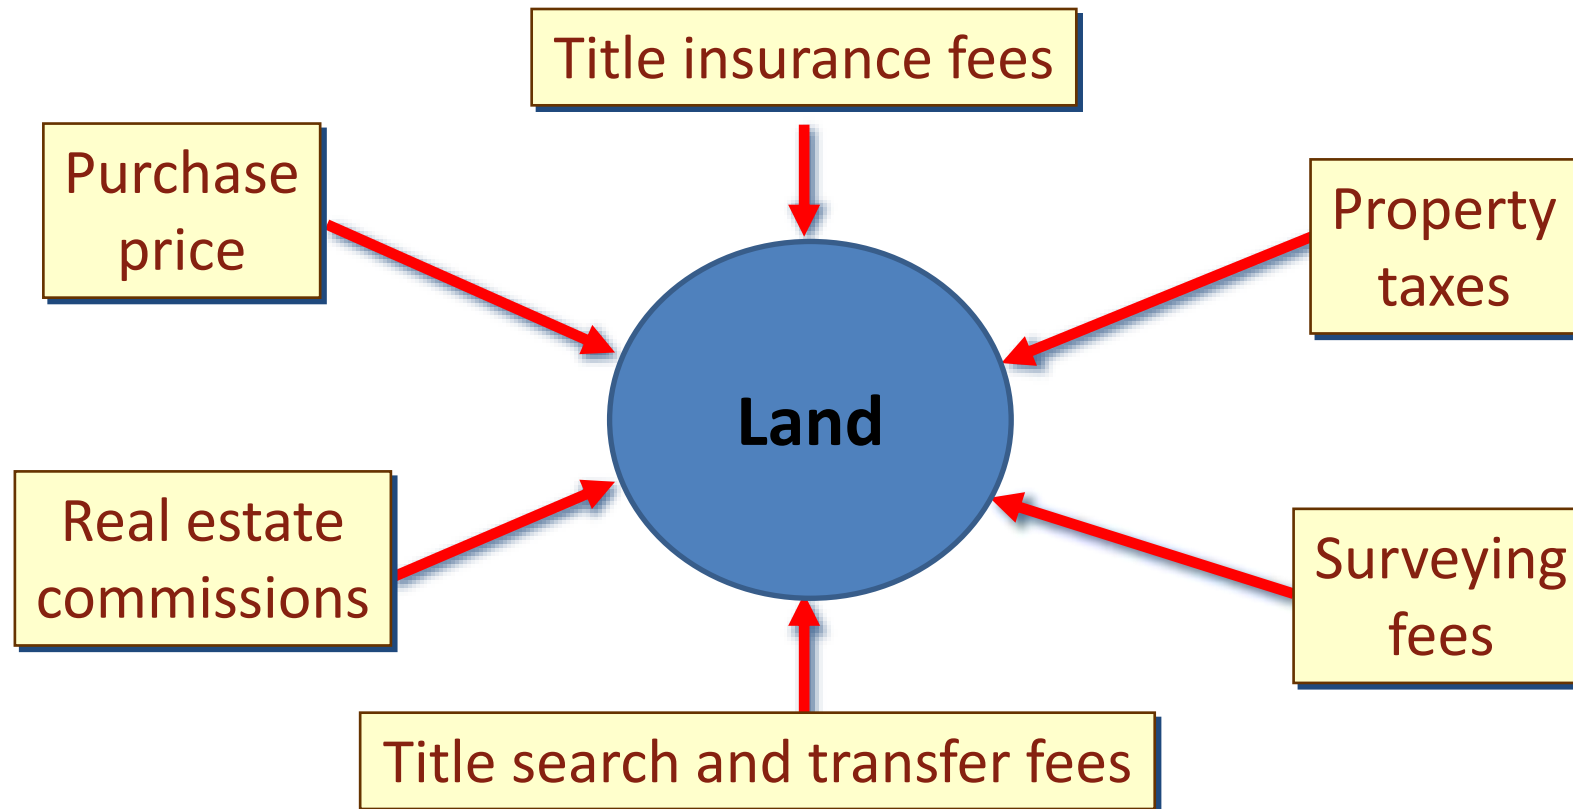 Title insurance fees
Purchase
price
Property
taxes
Land
Real estate
commissions
Surveying
fees
Title search and transfer fees